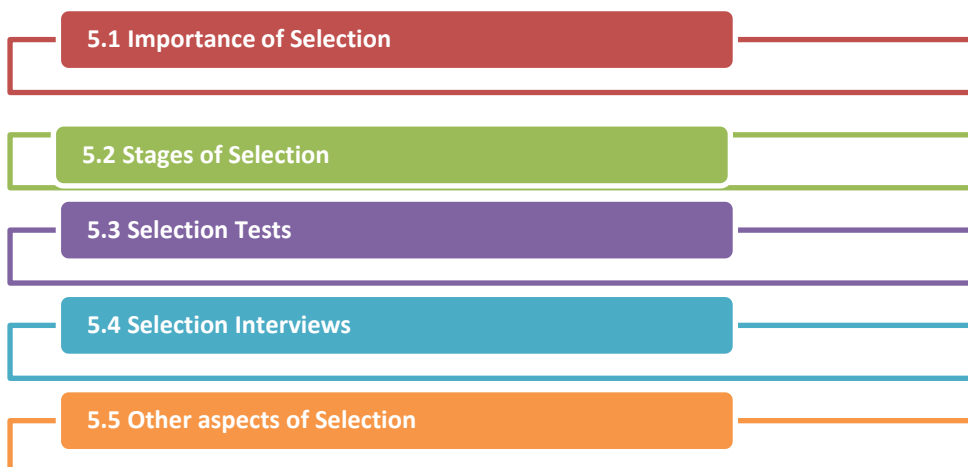 5.1 Importance of Selection
5.2 Stages of Selection
5.3 Selection Tests
5.4 Selection Interviews
5.5 Other aspects of Selection